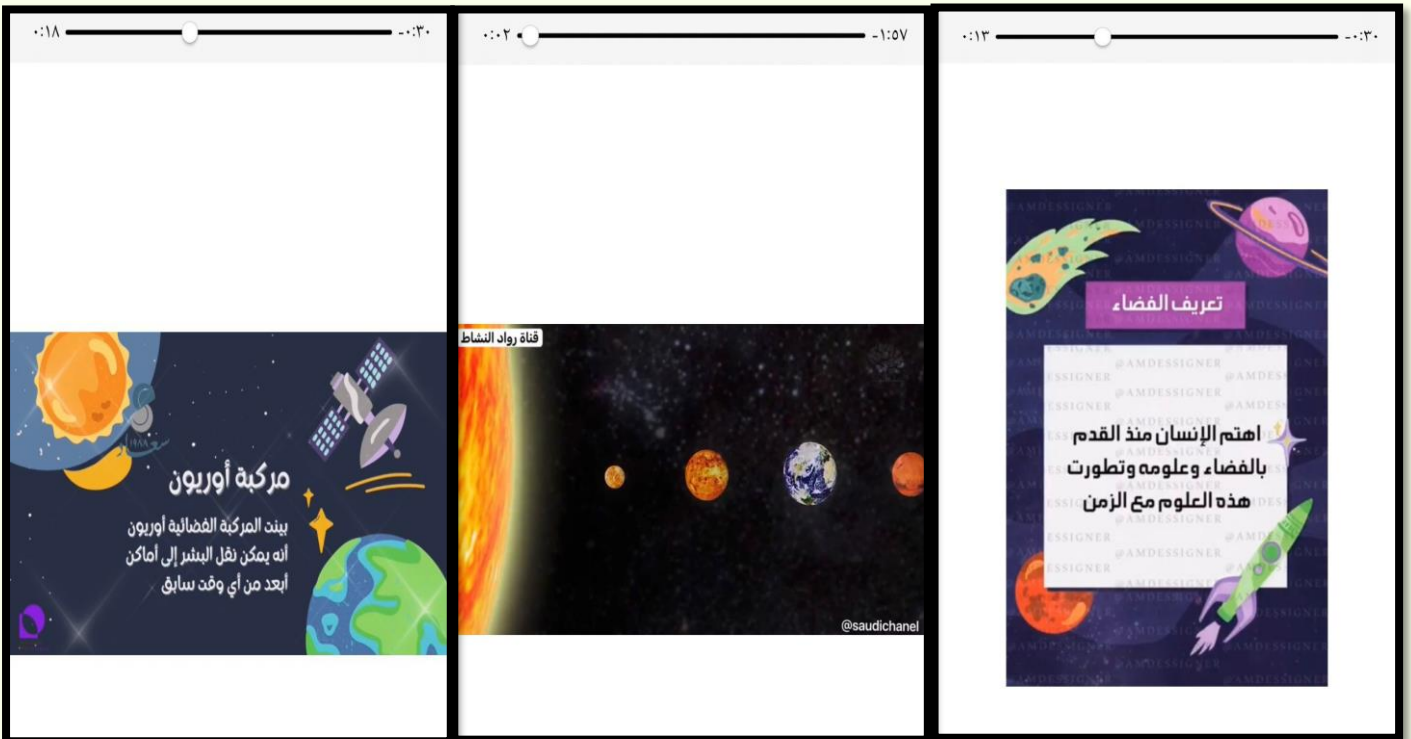 ٠:١٣
-٠:٣٠
تعريف الفضاء
اهتم الإنسان منذ القدم
بالفضاء وعلومه وتطورت
هذه العلوم مع الزمن
@AMDESSIGNER
٠:٠٢
-١:٥٧
قناة رواد النشاط
@saudichanel
٠:١٨
-٠:٣٠
مركبة أوريون
بينت المركبة الفضائية أوريون
أنه يمكن نقل البشر إلى أماكن
أبعد من أي وقت سابق